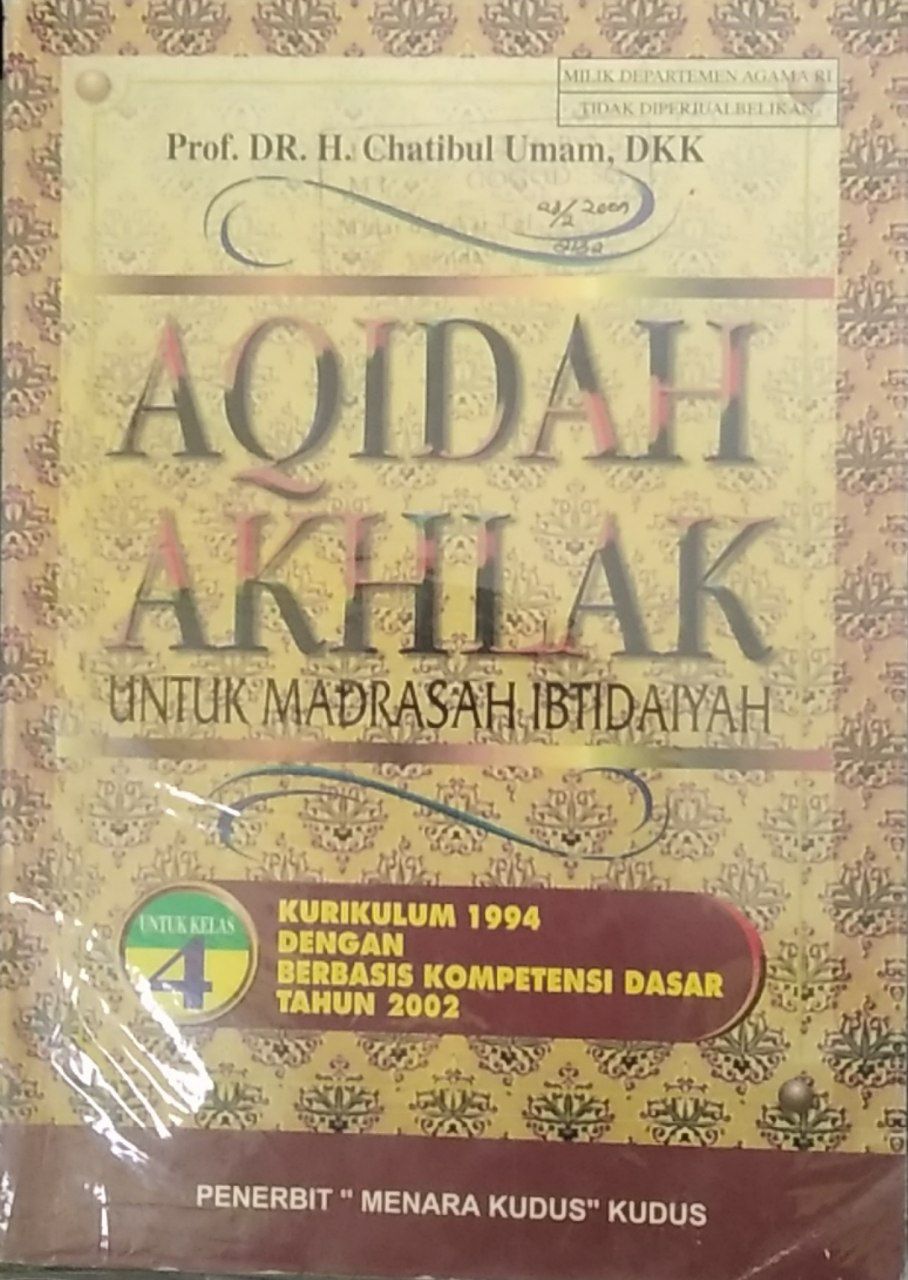 MILIK DEPARTEMEN AGAMA RI
TIDAK DIPERJUALBELIKAN
Prof. DR. H. Chatibul Umam, DKK
AQIDAH
AKHLAK
UNTUK MADRASAH IBTIDAIYAH
UNTUK KELAS
4
KURIKULUM 1994
DENGAN
BERBASIS KOMPETENSI DASAR
TAHUN 2002
PENERBIT " MENARA KUDUS" KUDUS